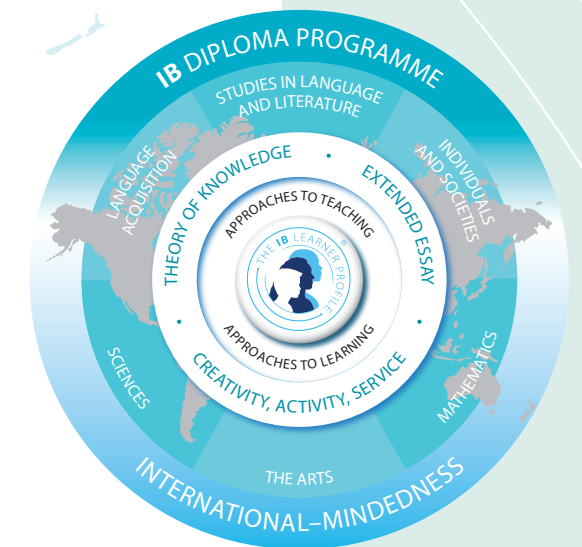 IB DIPLOMA PROGRAMME
STUDIES IN LANGUAGE
AND LITERATURE
LANGUAGE
ACQUISITION
INDIVIDUALS
AND SOCIETIES
THEORY OF KNOWLEDGE
•
EXTENDED ESSAY
APPROACHES TO TEACHING
THE IB LEARNER PROFILE
®
APPROACHES TO LEARNING
•
CREATIVITY, ACTIVITY, SERVICE
•
SCIENCES
MATHEMATICS
THE ARTS
INTERNATIONAL–MINDEDNESS